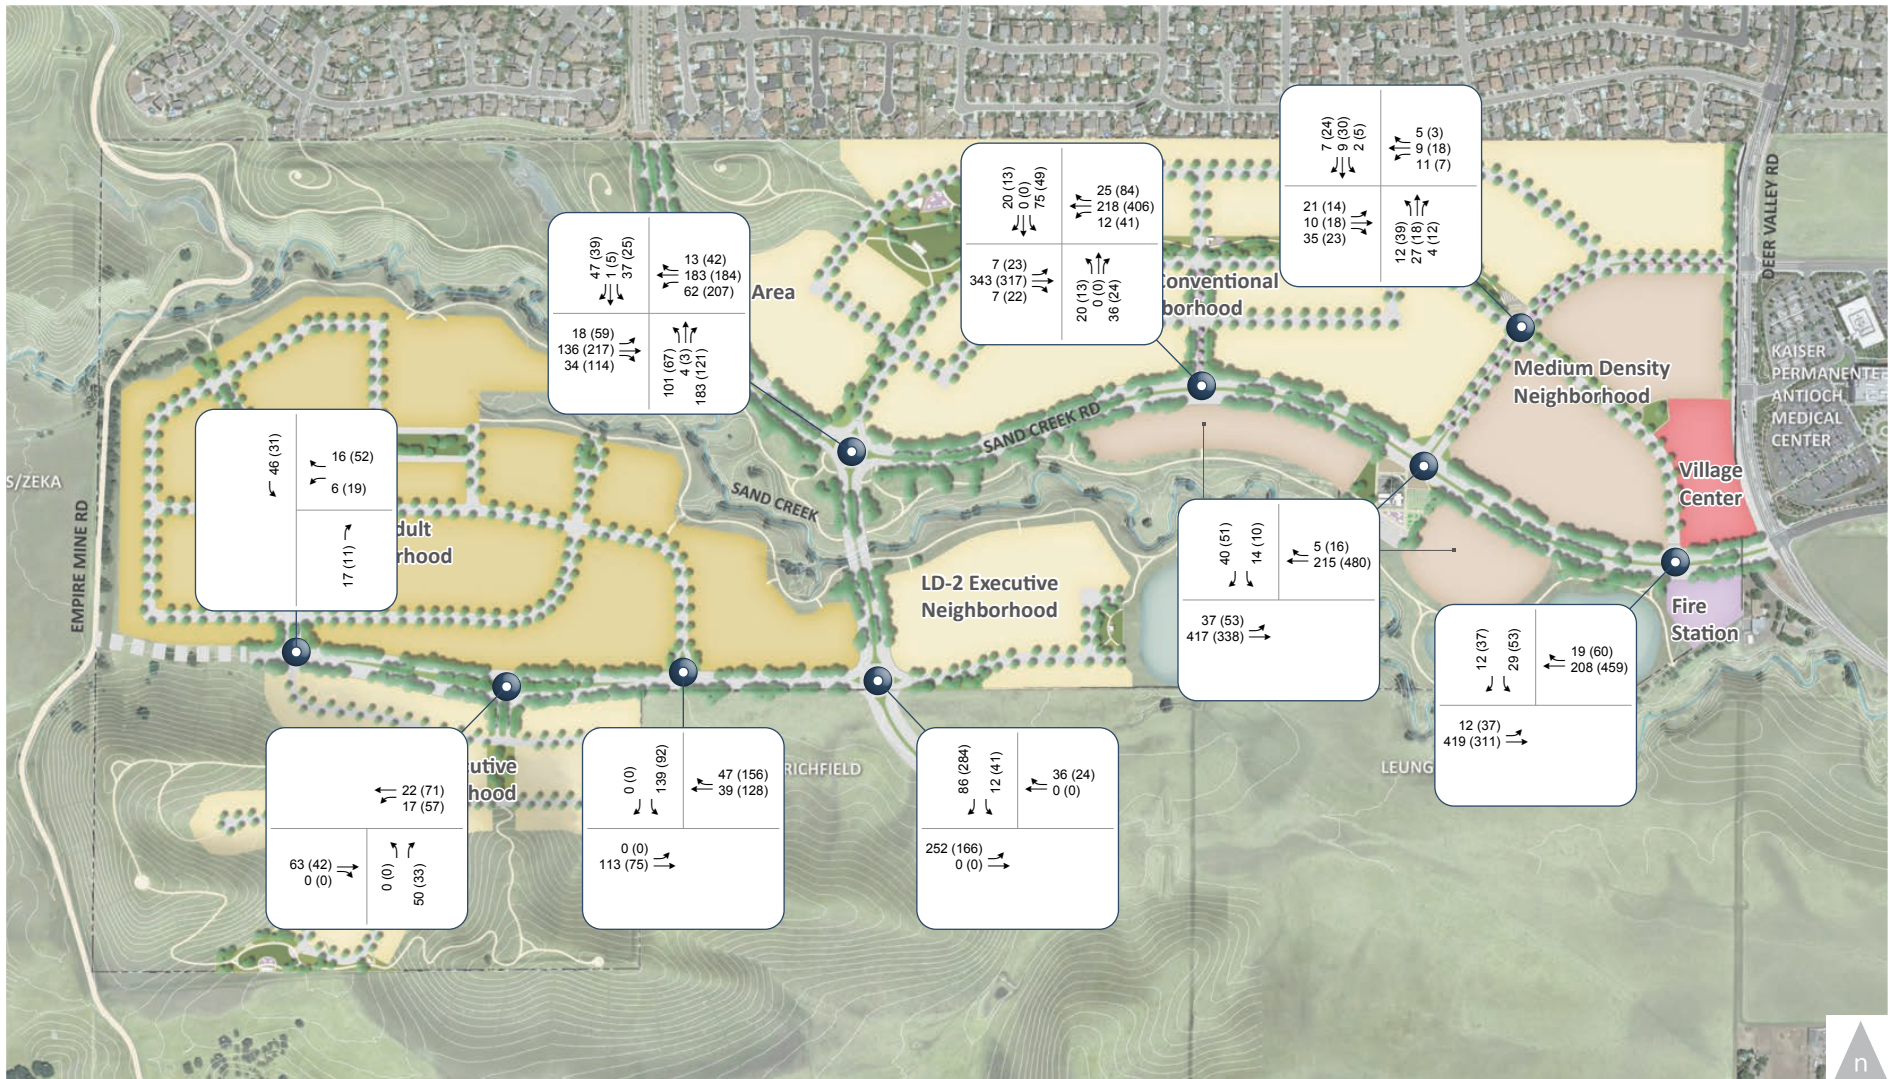 DEER VALLEY RD
7 (24)
9 (30)
2 (5)
5 (3)
9 (18)
11 (7)
21 (14)
10 (18)
35 (23)
12 (39)
27 (18)
4 (12)
20 (13)
0 (0)
75 (49)
25 (84)
218 (406)
12 (41)
7 (23)
343 (317)
7 (22)
20 (13)
0 (0)
36 (24)
47 (39)
1 (5)
37 (25)
13 (42)
183 (184)
62 (207)
18 (59)
136 (217)
34 (114)
101 (67)
4 (3)
183 (121)
Area
Conventional
borhood
KAISER
PERMANENTE
ANTIOCH
MEDICAL
CENTER
Medium Density
Neighborhood
SAND CREEK RD
SAND CREEK
Village
Center
S/ZEKA
EMPIRE MINE RD
46 (31)
16 (52)
6 (19)
17 (11)
dult
rhood
LD-2 Executive
Neighborhood
40 (51)
14 (10)
5 (16)
215 (480)
37 (53)
417 (338)
Fire
Station
12 (37)
29 (53)
19 (60)
208 (459)
12 (37)
419 (311)
utive
hood
22 (71)
17 (57)
63 (42)
0 (0)
0 (0)
50 (33)
0 (0)
139 (92)
47 (156)
39 (128)
0 (0)
113 (75)
RICHFIELD
86 (284)
12 (41)
36 (24)
0 (0)
252 (166)
0 (0)
LEUNG
n